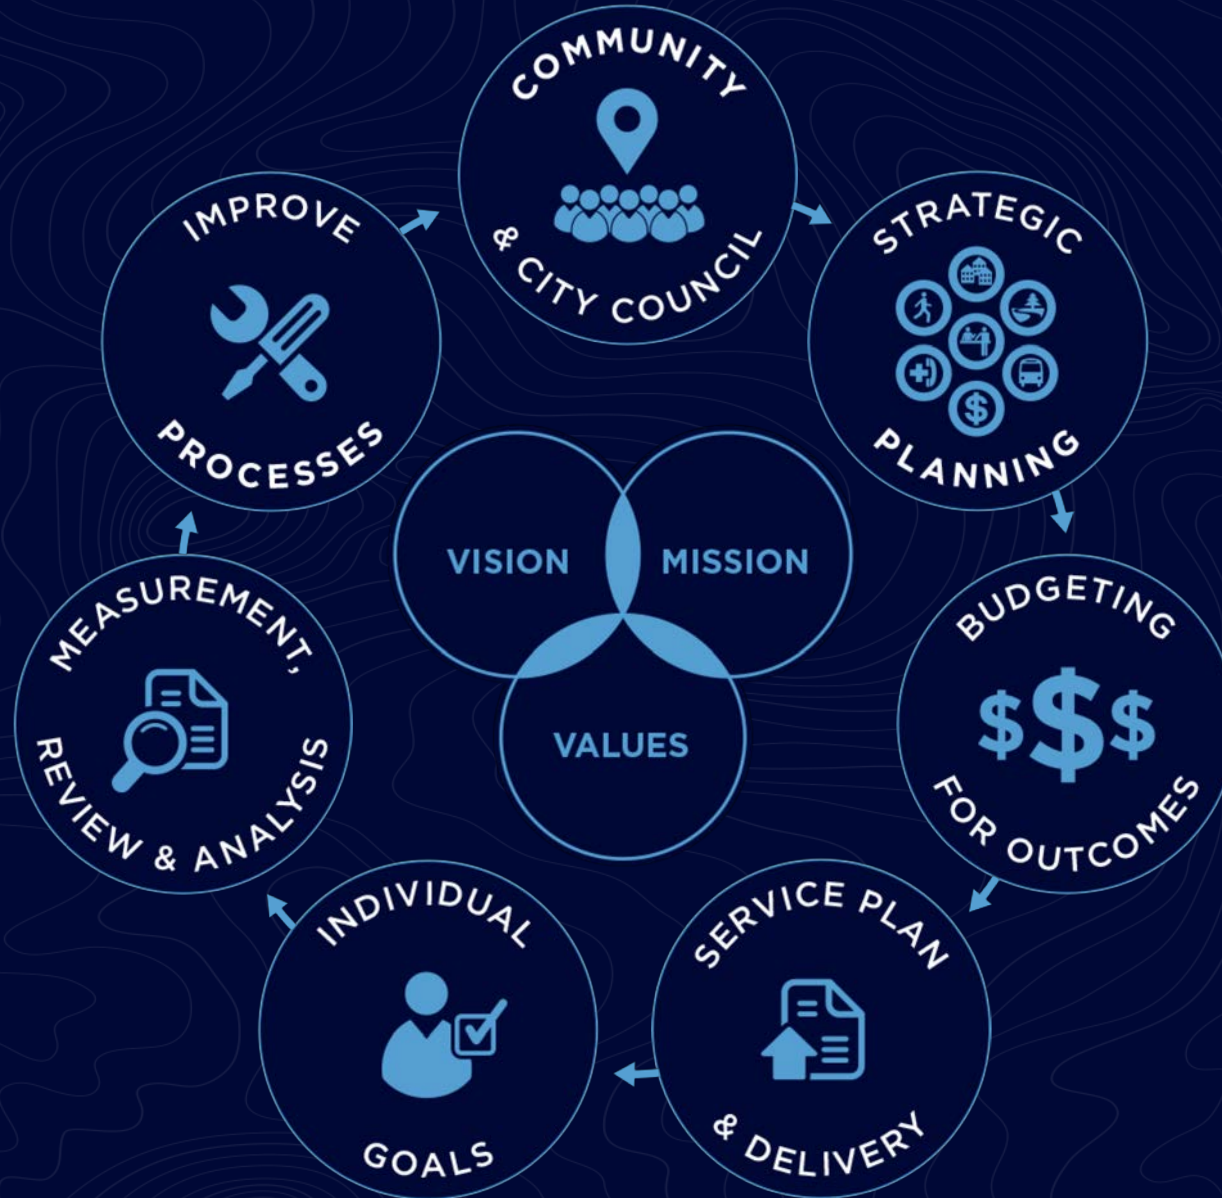 COMMUNITY
& CITY COUNCIL
STRATEGIC
PLANNING
$
BUDGETING
$$$
FOR OUTCOMES
SERVICE PLAN
& DELIVERY
INDIVIDUAL
GOALS
MEASUREMENT,
REVIEW & ANALYSIS
IMPROVE
PROCESSES
VISION
MISSION
VALUES